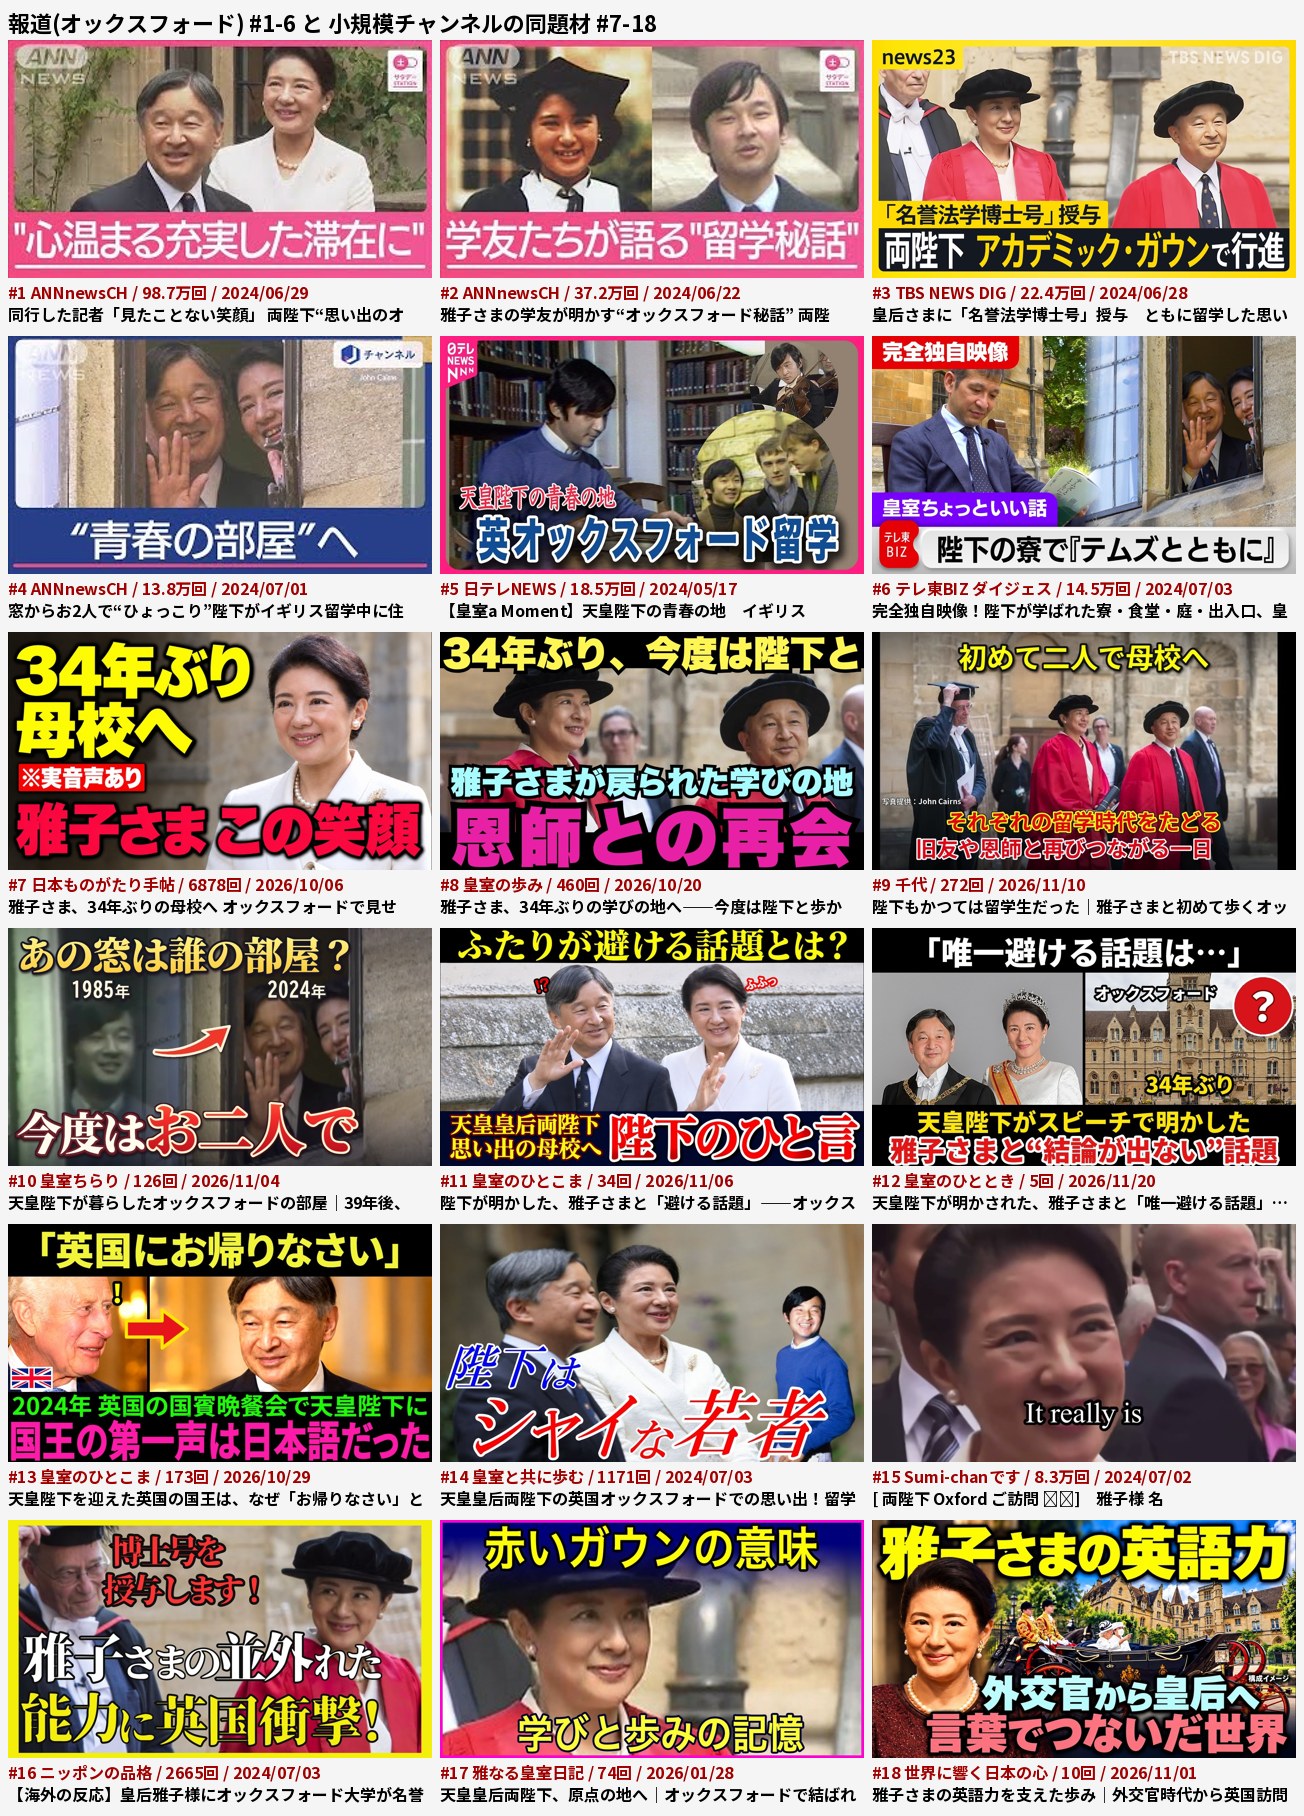 報道(オックスフォード) #1-6 と 小規模チャンネルの同題材 #7-18
ANN
NEWS
サタデー
STATION
"心温まる充実した滞在に"
#1 ANNnewsCH / 98.7万回 / 2024/06/29
同行した記者「見たことない笑顔」 両陛下“思い出のオ
ANN
NEWS
サタデー
STATION
学友たちが語る"留学秘話"
#2 ANNnewsCH / 37.2万回 / 2024/06/22
雅子さまの学友が明かす“オックスフォード秘話” 両陛
news23
TBS NEWS DIG
「名誉法学博士号」授与
両陛下 アカデミック・ガウンで行進
#3 TBS NEWS DIG / 22.4万回 / 2024/06/28
皇后さまに「名誉法学博士号」授与　ともに留学した思い
ANN
NEWS
チャンネル
John Cairns
“青春の部屋”へ
#4 ANNnewsCH / 13.8万回 / 2024/07/01
窓からお2人で“ひょっこり”陛下がイギリス留学中に住
日テレ
NEWS
NNN
天皇陛下の青春の地
英オックスフォード留学
#5 日テレNEWS / 18.5万回 / 2024/05/17
【皇室a Moment】天皇陛下の青春の地　イギリス
完全独自映像
皇室ちょっといい話
テレ東
BIZ
陛下の寮で『テムズとともに』
#6 テレ東BIZ ダイジェス / 14.5万回 / 2024/07/03
完全独自映像！陛下が学ばれた寮・食堂・庭・出入口、皇
34年ぶり
母校へ
※実音声あり
雅子さま この笑顔
#7 日本ものがたり手帖 / 6878回 / 2026/10/06
雅子さま、34年ぶりの母校へ オックスフォードで見せ
34年ぶり、今度は陛下と
雅子さまが戻られた学びの地
恩師との再会
#8 皇室の歩み / 460回 / 2026/10/20
雅子さま、34年ぶりの学びの地へ——今度は陛下と歩か
初めて二人で母校へ
写真提供：John Cairns
それぞれの留学時代をたどる
旧友や恩師と再びつながる一日
#9 千代 / 272回 / 2026/11/10
陛下もかつては留学生だった｜雅子さまと初めて歩くオッ
あの窓は誰の部屋？
1985年
2024年
今度はお二人で
#10 皇室ちらり / 126回 / 2026/11/04
天皇陛下が暮らしたオックスフォードの部屋｜39年後、
ふたりが避ける話題とは？
!?
ふふっ
天皇皇后両陛下
思い出の母校へ
陛下のひと言
#11 皇室のひとこま / 34回 / 2026/11/06
陛下が明かした、雅子さまと「避ける話題」——オックス
「唯一避ける話題は…」
オックスフォード
?
34年ぶり
天皇陛下がスピーチで明かした
雅子さまと“結論が出ない”話題
#12 皇室のひととき / 5回 / 2026/11/20
天皇陛下が明かされた、雅子さまと「唯一避ける話題」…
「英国にお帰りなさい」
!
2024年 英国の国賓晩餐会で天皇陛下に
国王の第一声は日本語だった
#13 皇室のひとこま / 173回 / 2026/10/29
天皇陛下を迎えた英国の国王は、なぜ「お帰りなさい」と
陛下は
シャイな若者
#14 皇室と共に歩む / 1171回 / 2024/07/03
天皇皇后両陛下の英国オックスフォードでの思い出！留学
It really is
#15 Sumi-chanです / 8.3万回 / 2024/07/02
[ 両陛下 Oxford ご訪問 ]　雅子様 名
博士号を
授与します！
雅子さまの並外れた
能力に英国衝撃！
#16 ニッポンの品格 / 2665回 / 2024/07/03
【海外の反応】皇后雅子様にオックスフォード大学が名誉
赤いガウンの意味
学びと歩みの記憶
#17 雅なる皇室日記 / 74回 / 2026/01/28
天皇皇后両陛下、原点の地へ｜オックスフォードで結ばれ
雅子さまの英語力
構成イメージ
外交官から皇后へ
言葉でつないだ世界
#18 世界に響く日本の心 / 10回 / 2026/11/01
雅子さまの英語力を支えた歩み｜外交官時代から英国訪問